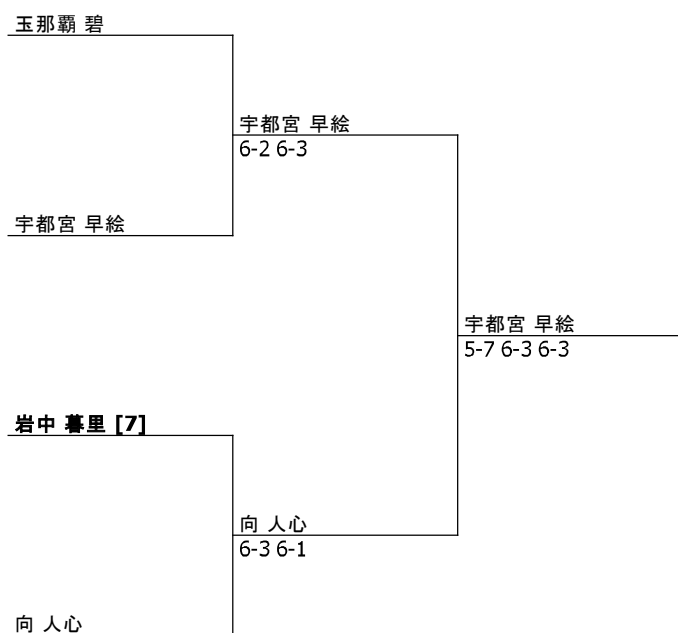 玉那覇 碧
宇都宮 早絵
6-2 6-3
宇都宮 早絵
宇都宮 早絵
5-7 6-3 6-3
岩中 暮里 [7]
向 人心
6-3 6-1
向 人心